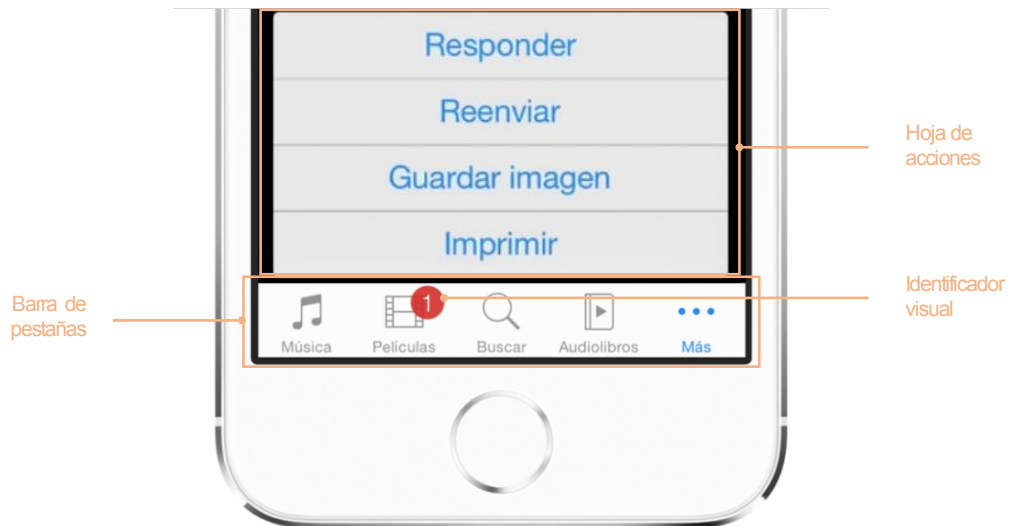 Responder
Reenviar
Guardar imagen
Imprimir
Hoja de
acciones
Identificador
visual
Barra de
pestañas
1
Música
Películas
Buscar
Audiolibros
Más